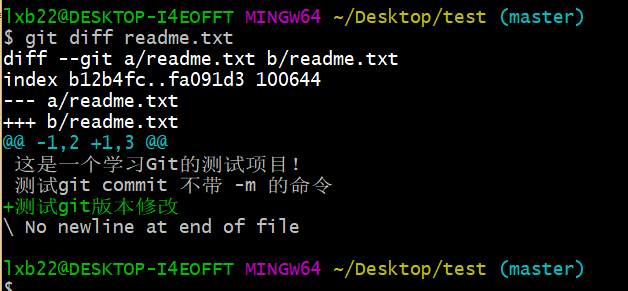 lxb22@DESKTOP-I4EOFFT MINGW64 ~/Desktop/test (master)
$ git diff readme.txt
diff --git a/readme.txt b/readme.txt
index b12b4fc..fa091d3 100644
--- a/readme.txt
+++ b/readme.txt
@@ -1,2 +1,3 @@
 这是一个学习Git的测试项目！
 测试git commit 不带 -m 的命令
+测试git版本修改
\ No newline at end of file
lxb22@DESKTOP-I4EOFFT MINGW64 ~/Desktop/test (master)
$